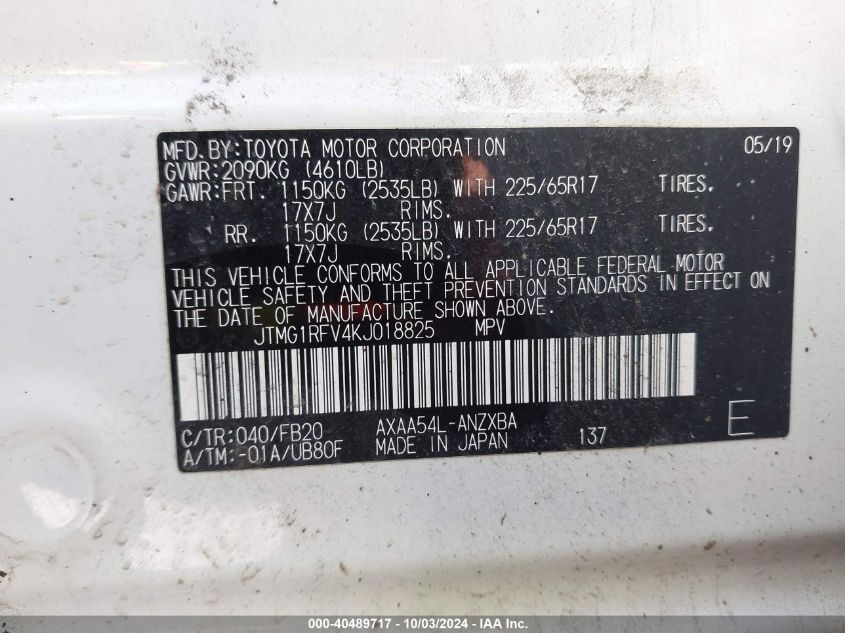 MFD. BY: TOYOTA MOTOR CORPORATION 05/19
GVWR: 2090KG (4610LB)
GAWR: FRT. 1150KG (2535LB) WITH 225/65R17 TIRES.
17X7J RIMS.
RR. 1150KG (2535LB) WITH 225/65R17 TIRES.
17X7J RIMS.
THIS VEHICLE CONFORMS TO ALL APPLICABLE FEDERAL MOTOR
VEHICLE SAFETY AND THEFT PREVENTION STANDARDS IN EFFECT ON
THE DATE OF MANUFACTURE SHOWN ABOVE.
JTMG1RFV4KJ018825 MPV
C/TR: 040/FB20 AXAA54L-ANZXBA
A/TM: -01A/UB80F MADE IN JAPAN 137 E
000-40489717 - 10/03/2024 - IAAI Inc.